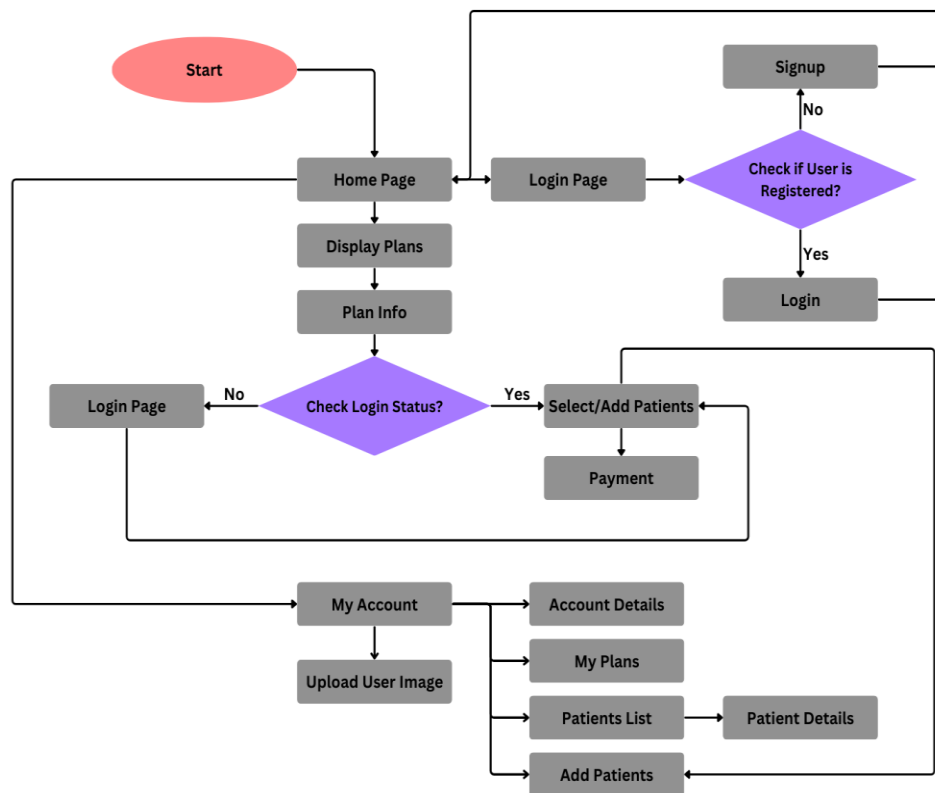 Start
Signup
No
Check if User is
Registered?
Home Page
Login Page
Yes
Display Plans
Login
Plan Info
Check Login Status?
No
Yes
Login Page
Select/Add Patients
Payment
My Account
Account Details
My Plans
Upload User Image
Patients List
Patient Details
Add Patients